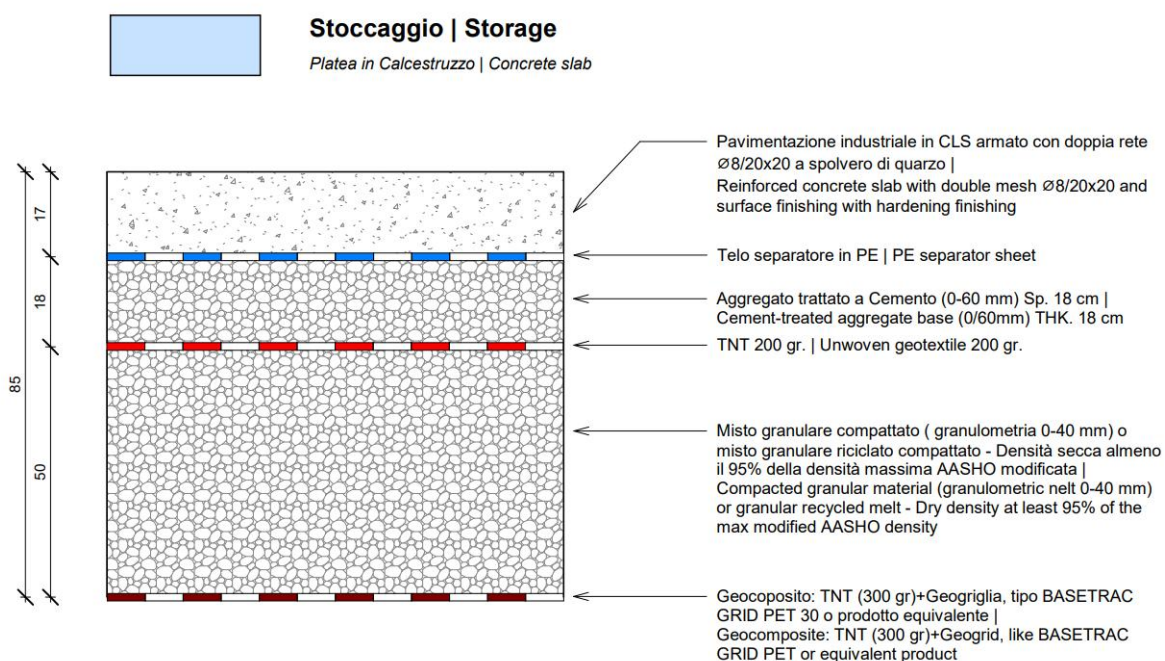 Stoccaggio | Storage
Platea in Calcestruzzo | Concrete slab
Pavimentazione industriale in CLS armato con doppia rete
Ø8/20x20 a spolvero di quarzo |
Reinforced concrete slab with double mesh Ø8/20x20 and
surface finishing with hardening finishing
17
Telo separatore in PE | PE separator sheet
18
Aggregato trattato a Cemento (0-60 mm) Sp. 18 cm |
Cement-treated aggregate base (0/60mm) THK. 18 cm
TNT 200 gr. | Unwoven geotextile 200 gr.
85
50
Misto granulare compattato ( granulometria 0-40 mm) o
misto granulare riciclato compattato - Densità secca almeno
il 95% della densità massima AASHO modificata |
Compacted granular material (granulometric nelt 0-40 mm)
or granular recycled melt - Dry density at least 95% of the
max modified AASHO density
Geocoposito: TNT (300 gr)+Geogriglia, tipo BASETRAC
GRID PET 30 o prodotto equivalente |
Geocomposite: TNT (300 gr)+Geogrid, like BASETRAC
GRID PET or equivalent product